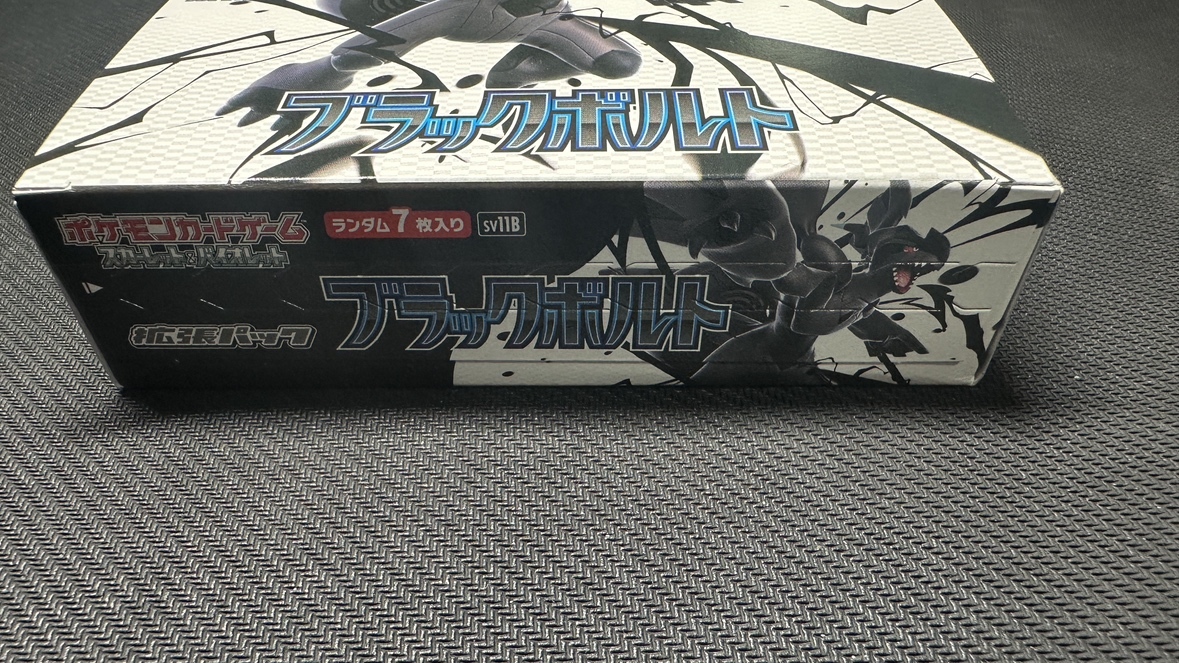 ブラックボルト
ポケモンカードゲーム
スカーレット&バイオレット
ランダム7枚入り
sv11B
ブラックボルト
拡張パック